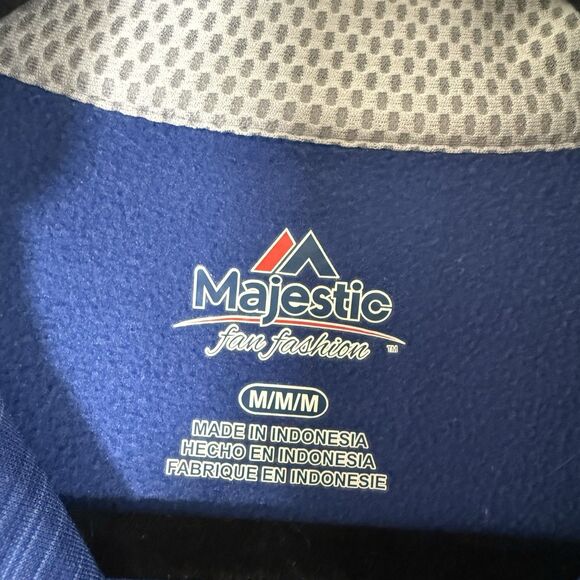 Majestic
fan fashion ™
M/M/M
MADE IN INDONESIA
HECHO EN INDONESIA
FABRIQUE EN INDONESIE